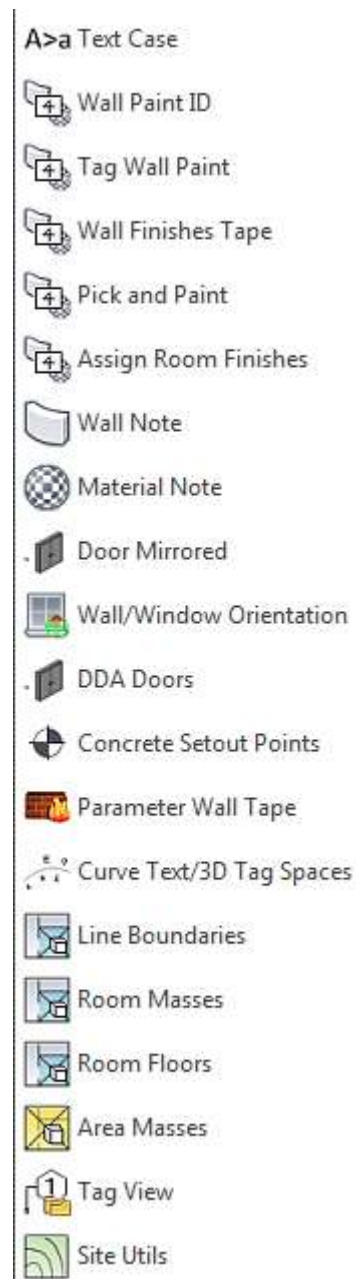 A>a Text Case
Wall Paint ID
Tag Wall Paint
Wall Finishes Tape
Pick and Paint
Assign Room Finishes
Wall Note
Material Note
Door Mirrored
Wall/Window Orientation
DDA Doors
Concrete Setout Points
Parameter Wall Tape
Curve Text/3D Tag Spaces
Line Boundaries
Room Masses
Room Floors
Area Masses
1 Tag View
Site Utils